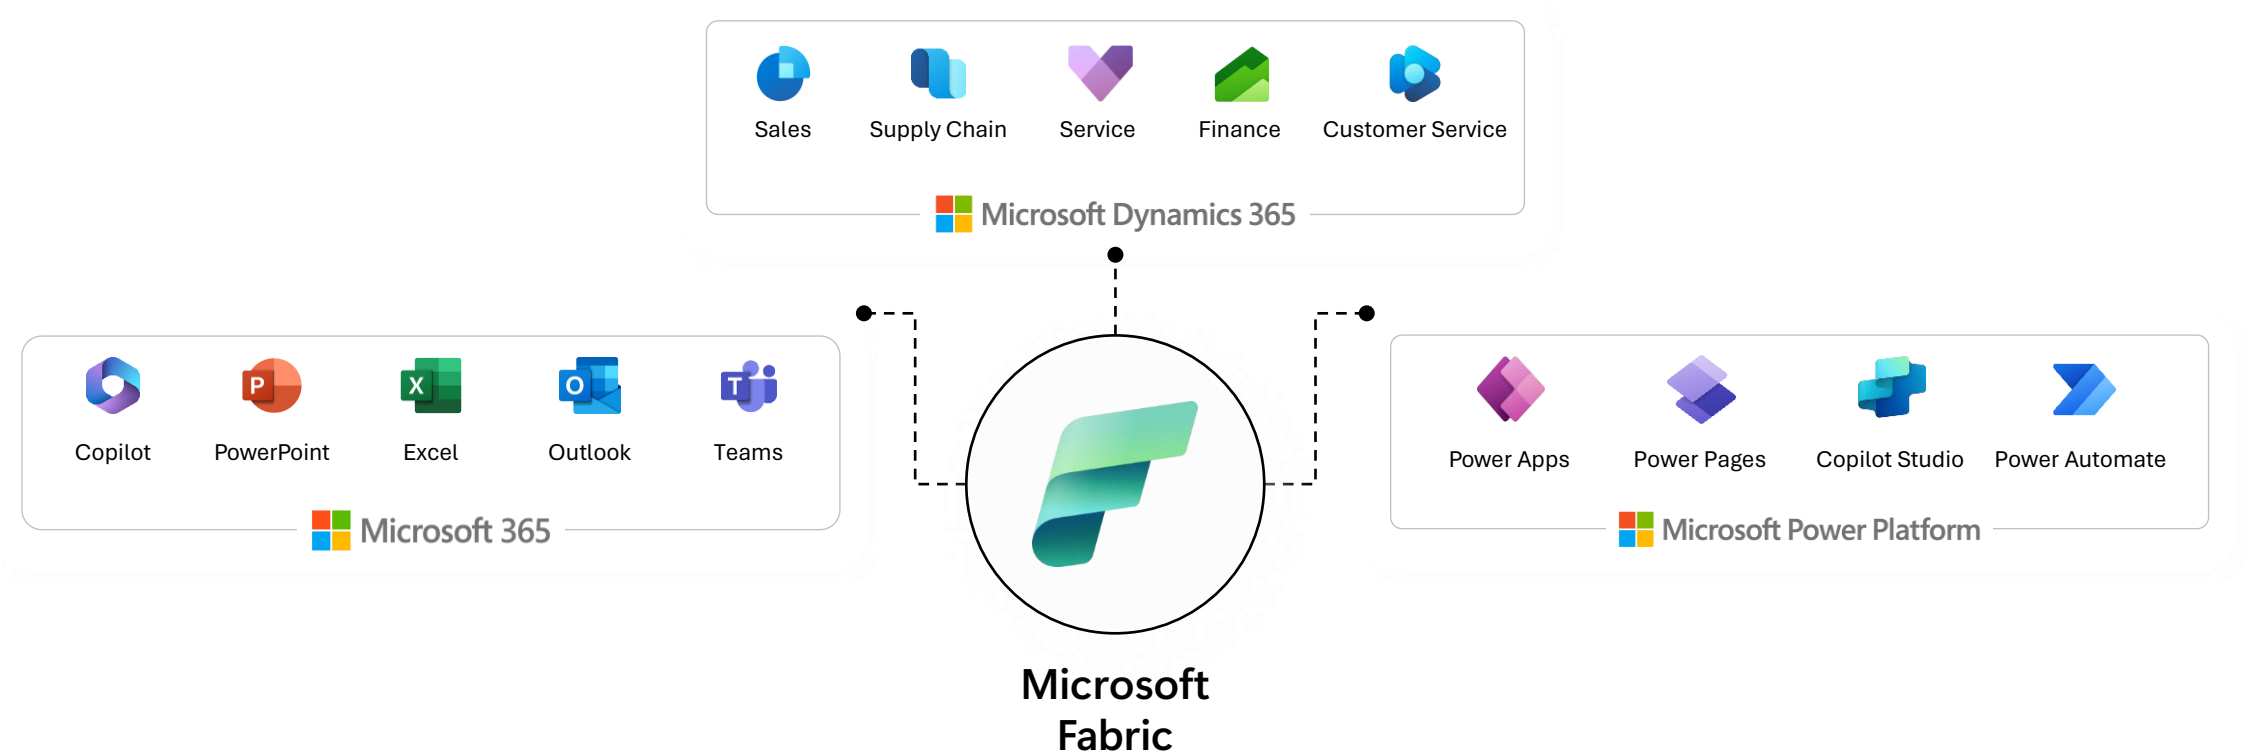 Sales Supply Chain Service Finance Customer Service
Microsoft Dynamics 365
Copilot PowerPoint Excel Outlook Teams
Microsoft 365
Power Apps Power Pages Copilot Studio Power Automate
Microsoft Power Platform
Microsoft
Fabric